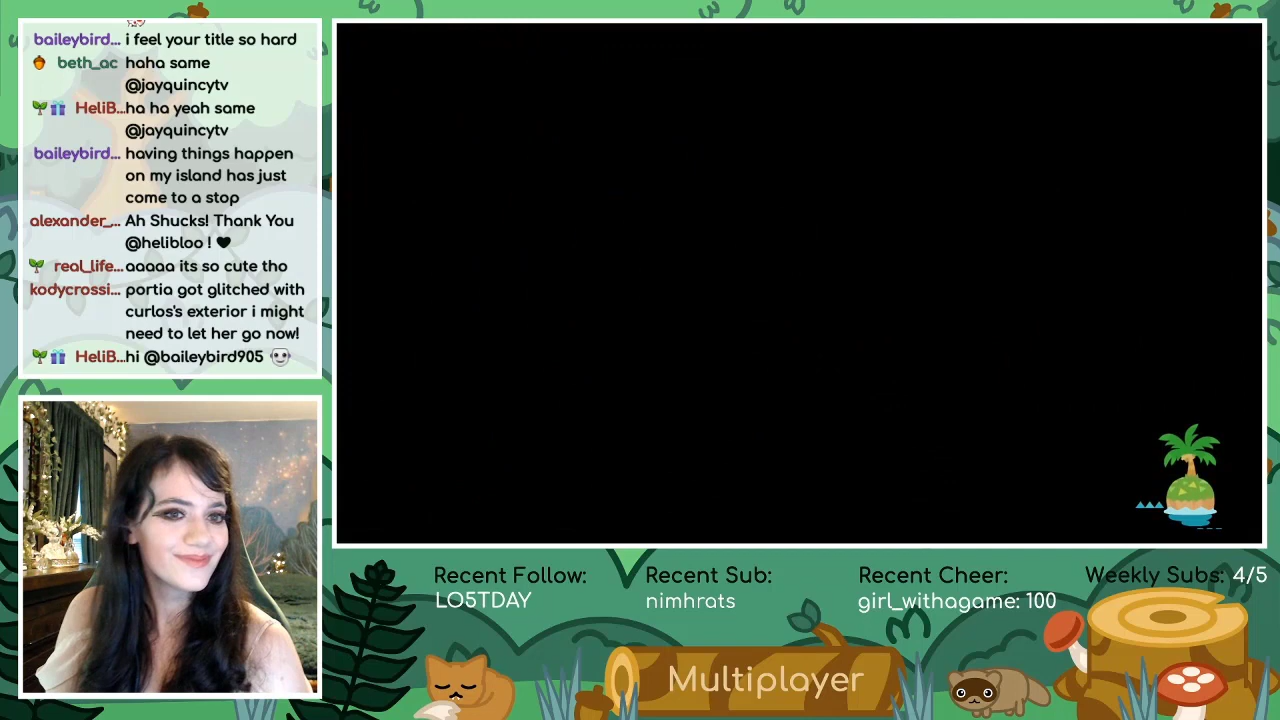 baileybird... i feel your title so hard
beth_ac haha same
@jayquincytv
HeliB... ha ha yeah same
@jayquincytv
baileybird... having things happen
on my island has just
come to a stop
alexander_... Ah Shucks! Thank You
@helibloo !
real_life... aaaaa its so cute tho
kodycrossi... portia got glitched with
curlos's exterior i might
need to let her go now!
HeliB... hi @baileybird905
Recent Follow:
LO5TDAY
Recent Sub:
nimhrats
Recent Cheer:
girl_withagame: 100
Weekly Subs: 4/5
Multiplayer